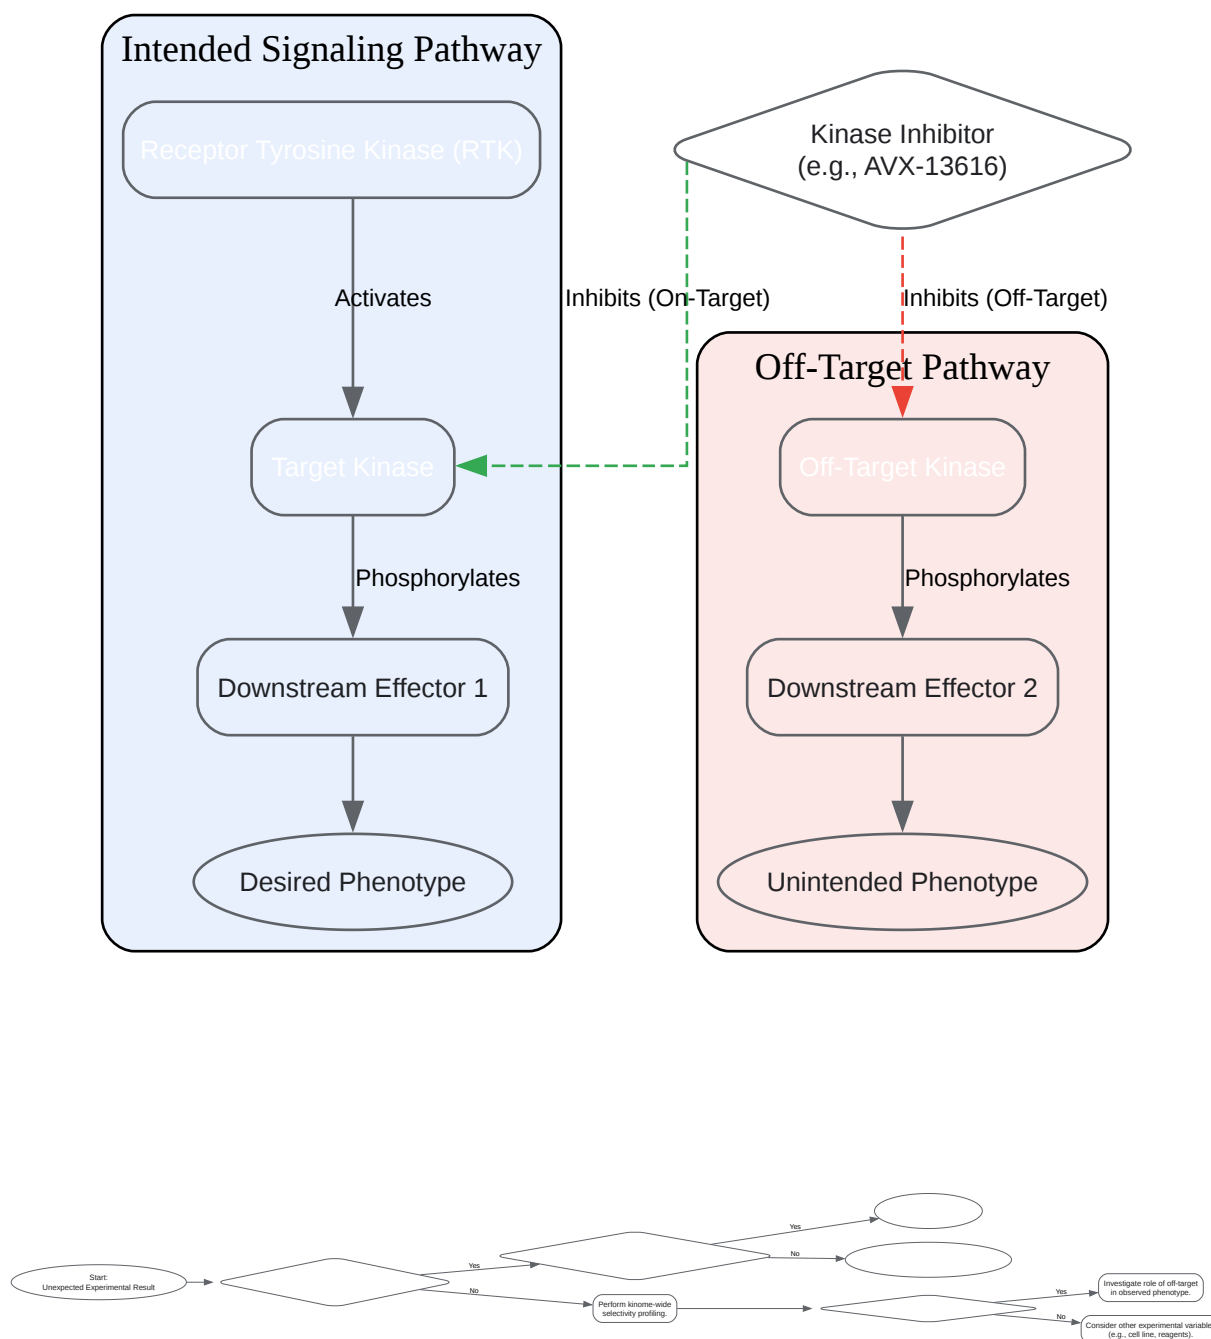 Intended Signaling Pathway
Receptor Tyrosine Kinase (RTK)
Kinase Inhibitor
(e.g., AVX-13616)
Activates
Inhibits (On-Target)
Inhibits (Off-Target)
Off-Target Pathway
Target Kinase
Off-Target Kinase
Phosphorylates
Phosphorylates
Downstream Effector 1
Downstream Effector 2
Desired Phenotype
Unintended Phenotype
Start:
Unexpected Experimental Result
Yes
No
Yes
No
Perform kinome-wide
selectivity profiling.
Yes
No
Investigate role of off-target
in observed phenotype.
Consider other experimental variable
(e.g., cell line, reagents).